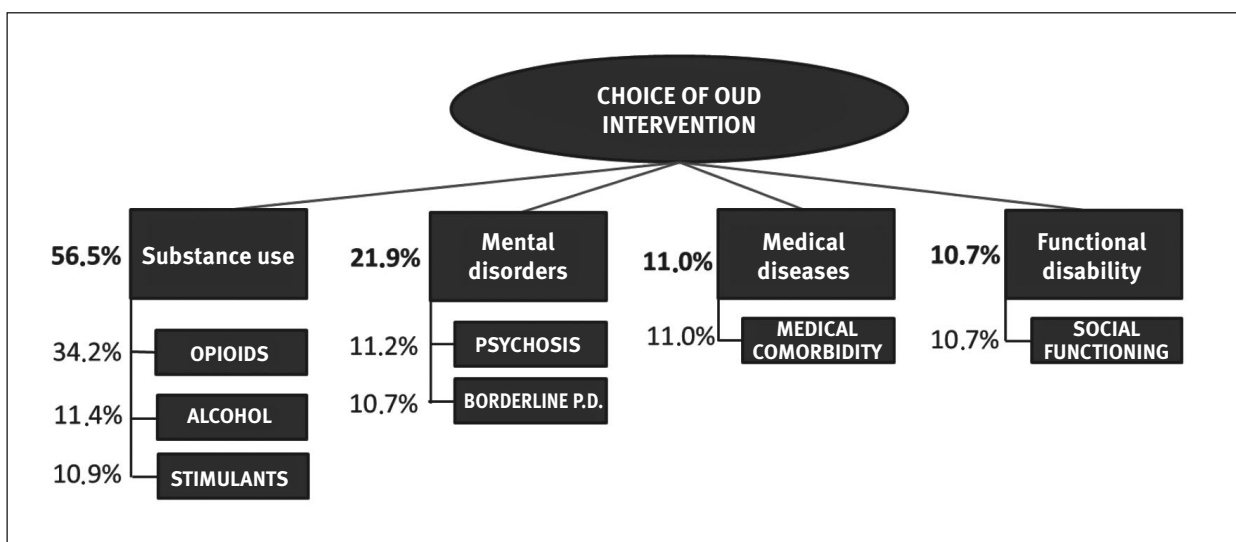 CHOICE OF OUD
INTERVENTION
56.5%
Substance use
34.2%
OPIOIDS
11.4%
ALCOHOL
10.9%
STIMULANTS
21.9%
Mental
disorders
11.2%
PSYCHOSIS
10.7%
BORDERLINE P.D.
11.0%
Medical
diseases
11.0%
MEDICAL
COMORBIDITY
10.7%
Functional
disability
10.7%
SOCIAL
FUNCTIONING